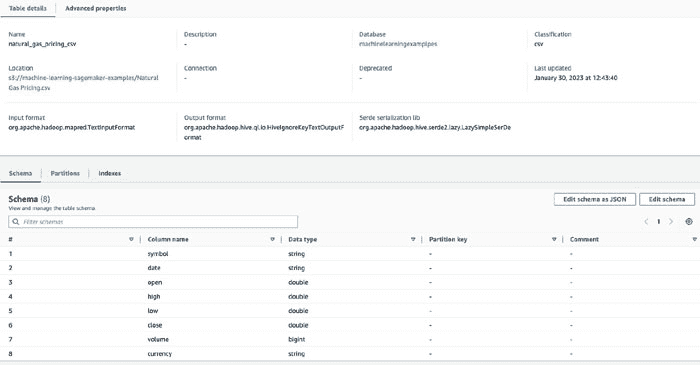 Table details
Advanced properties
Name
Description
Database
Classification
natural_gas_pricing_csv
-
machinelearningexamplpes
csv
Location
Connection
Deprecated
Last updated
s3://machine-learning-sagemaker-examples/Natural
Gas Pricing.csv
-
-
January 30, 2023 at 12:43:40
Input format
Output format
Serde serialization lib
org.apache.hadoop.mapred.TextInputFormat
org.apache.hadoop.hive.ql.io.HiveIgnoreKeyTextOutputF
ormat
org.apache.hadoop.hive.serde2.lazy.LazySimpleSerDe
Schema
Partitions
Indexes
Schema (8)
View and manage the table schema.
Edit schema as JSON
Edit schema
Filter schemas
1
# Column name Data type Partition key Comment
1 symbol string - -
2 date string - -
3 open double - -
4 high double - -
5 low double - -
6 close double - -
7 volume bigint - -
8 currency string - -